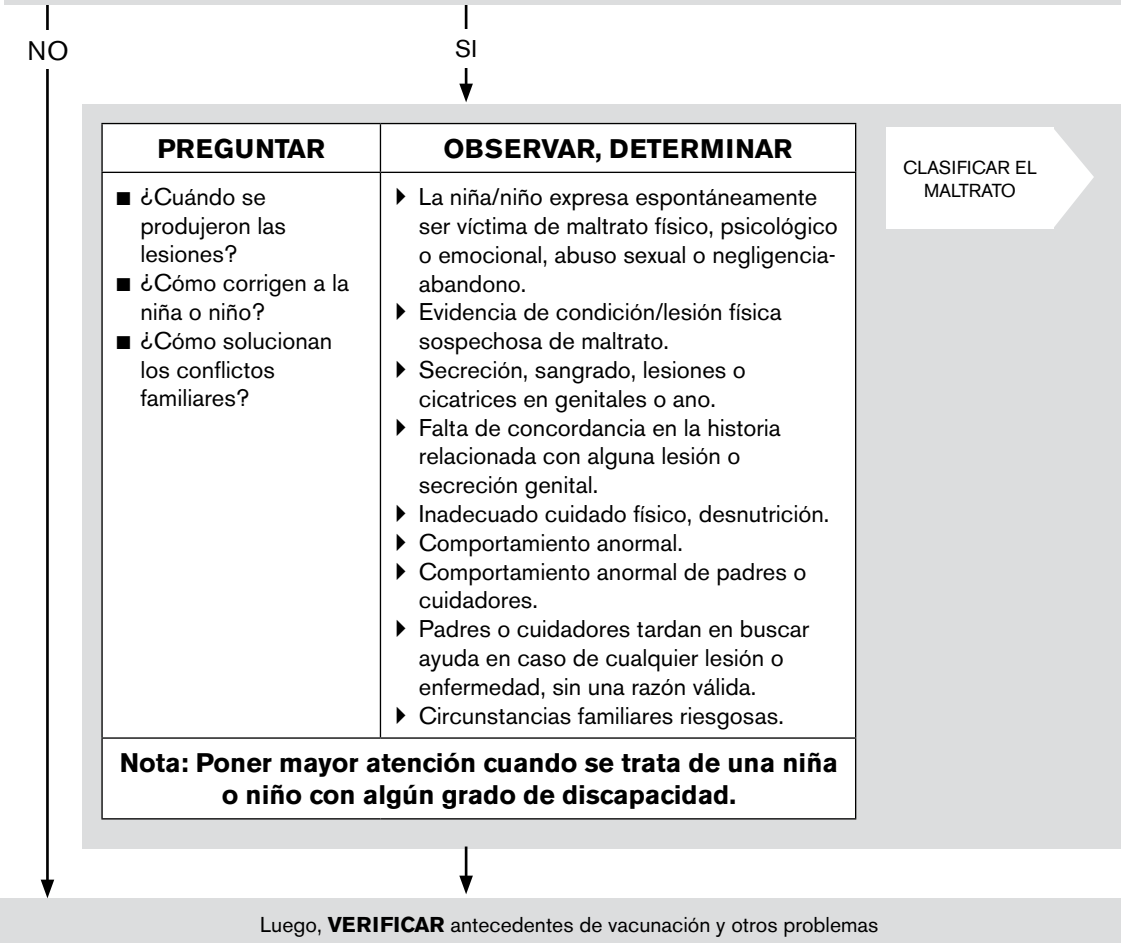 NO
SI
PREGUNTAR
OBSERVAR, DETERMINAR
■ ¿Cuándo se
produjeron las
lesiones?
■ ¿Cómo corrigen a la
niña o niño?
■ ¿Cómo solucionan
los conflictos
familiares?
La niña/niño expresa espontáneamente
ser víctima de maltrato físico, psicológico
o emocional, abuso sexual o negligencia-
abandono.
Evidencia de condición/lesión física
sospechosa de maltrato.
Secreción, sangrado, lesiones o
cicatrices en genitales o ano.
Falta de concordancia en la historia
relacionada con alguna lesión o
secreción genital.
Inadecuado cuidado físico, desnutrición.
Comportamiento anormal.
Comportamiento anormal de padres o
cuidadores.
Padres o cuidadores tardan en buscar
ayuda en caso de cualquier lesión o
enfermedad, sin una razón válida.
Circunstancias familiares riesgosas.
Nota: Poner mayor atención cuando se trata de una niña
o niño con algún grado de discapacidad.
CLASIFICAR EL
MALTRATO
Luego, VERIFICAR antecedentes de vacunación y otros problemas